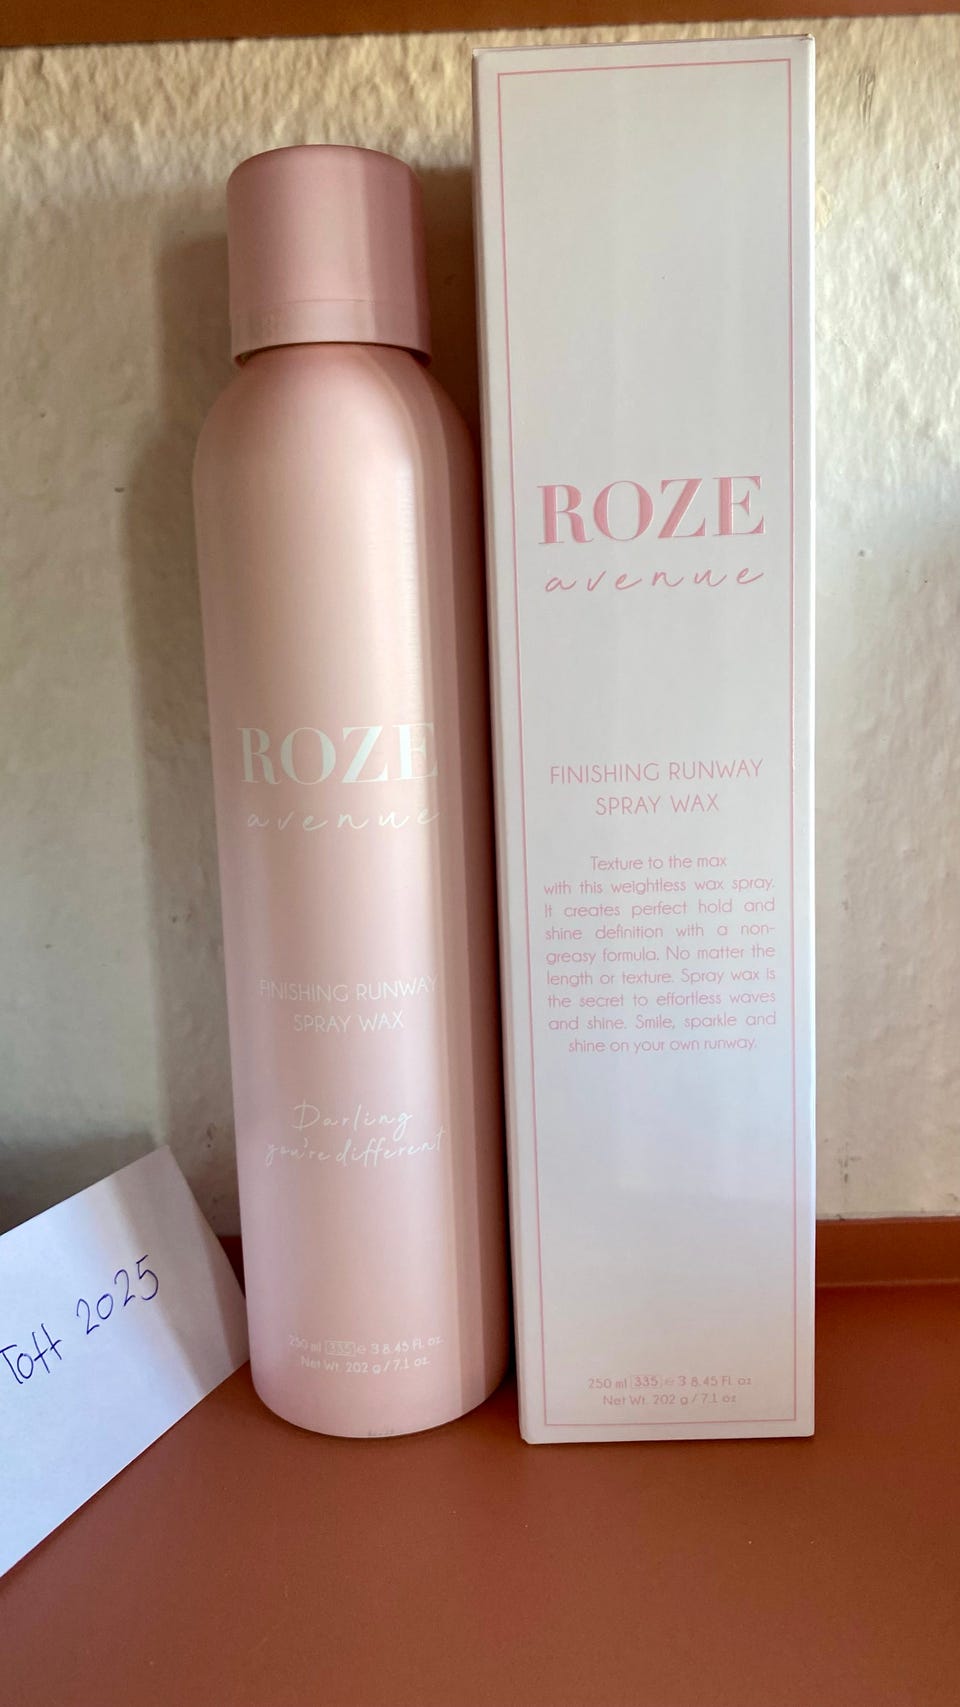 ROZE
avenue
FINISHING RUNWAY
SPRAY WAX
Darling
you're different
250 ml 335 e 3 8.45 Fl. oz.
Net Wt. 202 g / 7.1 oz.
ROZE
avenue
FINISHING RUNWAY
SPRAY WAX
Texture to the max
with this weightless wax spray.
It creates perfect hold and
shine definition with a non-
greasy formula. No matter the
length or texture. Spray wax is
the secret to effortless waves
and shine. Smile, sparkle and
shine on your own runway.
250 ml 335 e 3 8.45 Fl. oz
Net Wt. 202 g / 7.1 oz
2025